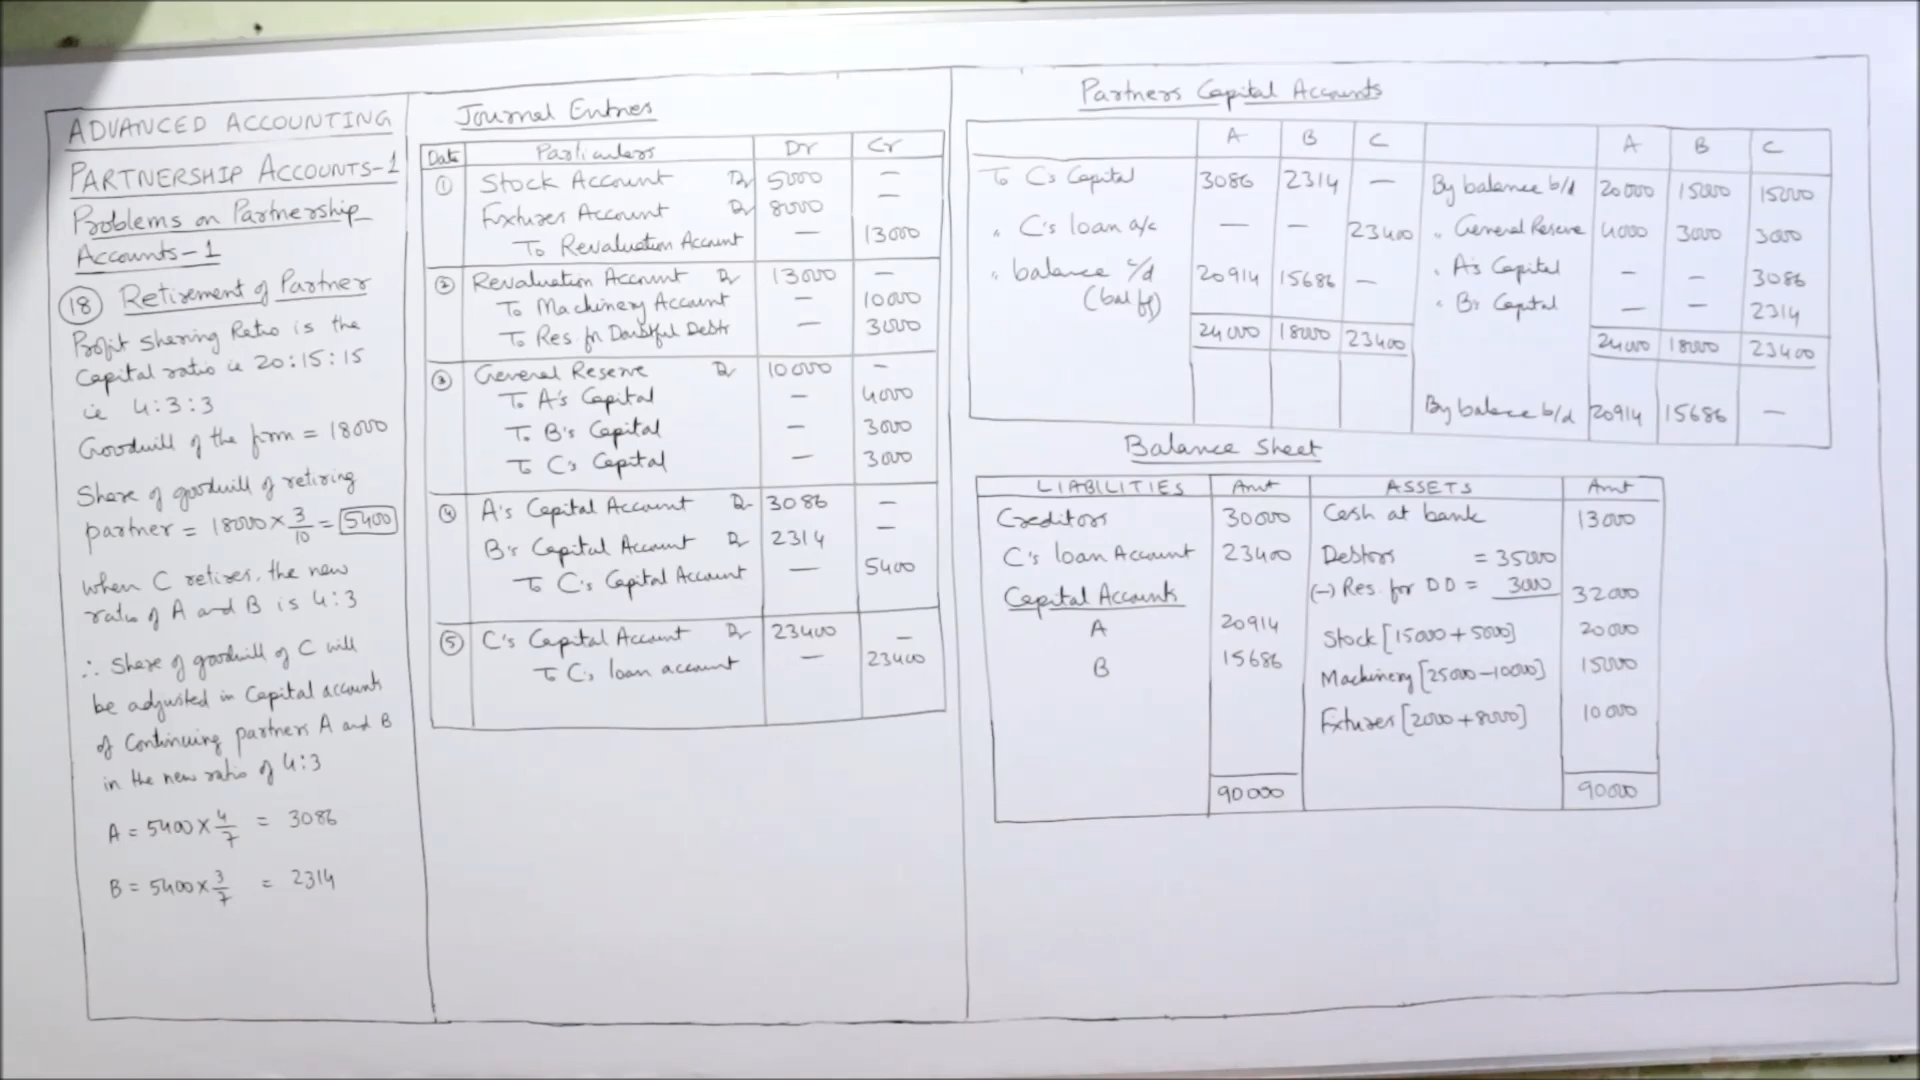 ADVANCED ACCOUNTING
PARTNERSHIP ACCOUNTS-1
Problems on Partnership
Accounts-1
18 Retirement of Partner
Profit sharing Ratio is the
Capital ratio ie 20:15:15
ie 4:3:3
Goodwill of the firm = 18000
Share of goodwill of retiring
partner = 18000 × 3/10 = 5400
when C retires, the new
ratio of A and B is 4:3
∴ Share of goodwill of C will
be adjusted in Capital accounts
of Continuing partners A and B
in the new ratio of 4:3
A = 5400 × 4/7 = 3086
B = 5400 × 3/7 = 2314
Journal Entries
Date Particulars Dr Cr
1 Stock Account Dr 5000 —
Fixtures Account Dr 8000 —
To Revaluation Account — 13000
2 Revaluation Account Dr 13000 —
To Machinery Account — 10000
To Res. for Doubtful Debts — 3000
3 General Reserve Dr 10000 —
To A's Capital — 4000
To B's Capital — 3000
To C's Capital — 3000
4 A's Capital Account Dr 3086 —
B's Capital Account Dr 2314 —
To C's Capital Account — 5400
5 C's Capital Account Dr 23400 —
To C's loan account — 23400
Partners Capital Accounts
A B C A B C
To C's Capital 3086 2314 — By balance b/d 20000 15000 15000
" C's loan a/c — — 23400 " General Reserve 4000 3000 3000
" balance c/d 20914 15686 — " A's Capital — — 3086
(bal fg) " B's Capital — — 2314
24000 18000 23400 24000 18000 23400
By balance b/d 20914 15686 —
Balance Sheet
LIABILITIES Amt ASSETS Amt
Creditors 30000 Cash at bank 13000
C's loan Account 23400 Debtors = 35000
Capital Accounts (-) Res. for DD = 3000 32000
A 20914 Stock [15000+5000] 20000
B 15686 Machinery [25000-10000] 15000
Fixtures [2000+8000] 10000
90000 90000